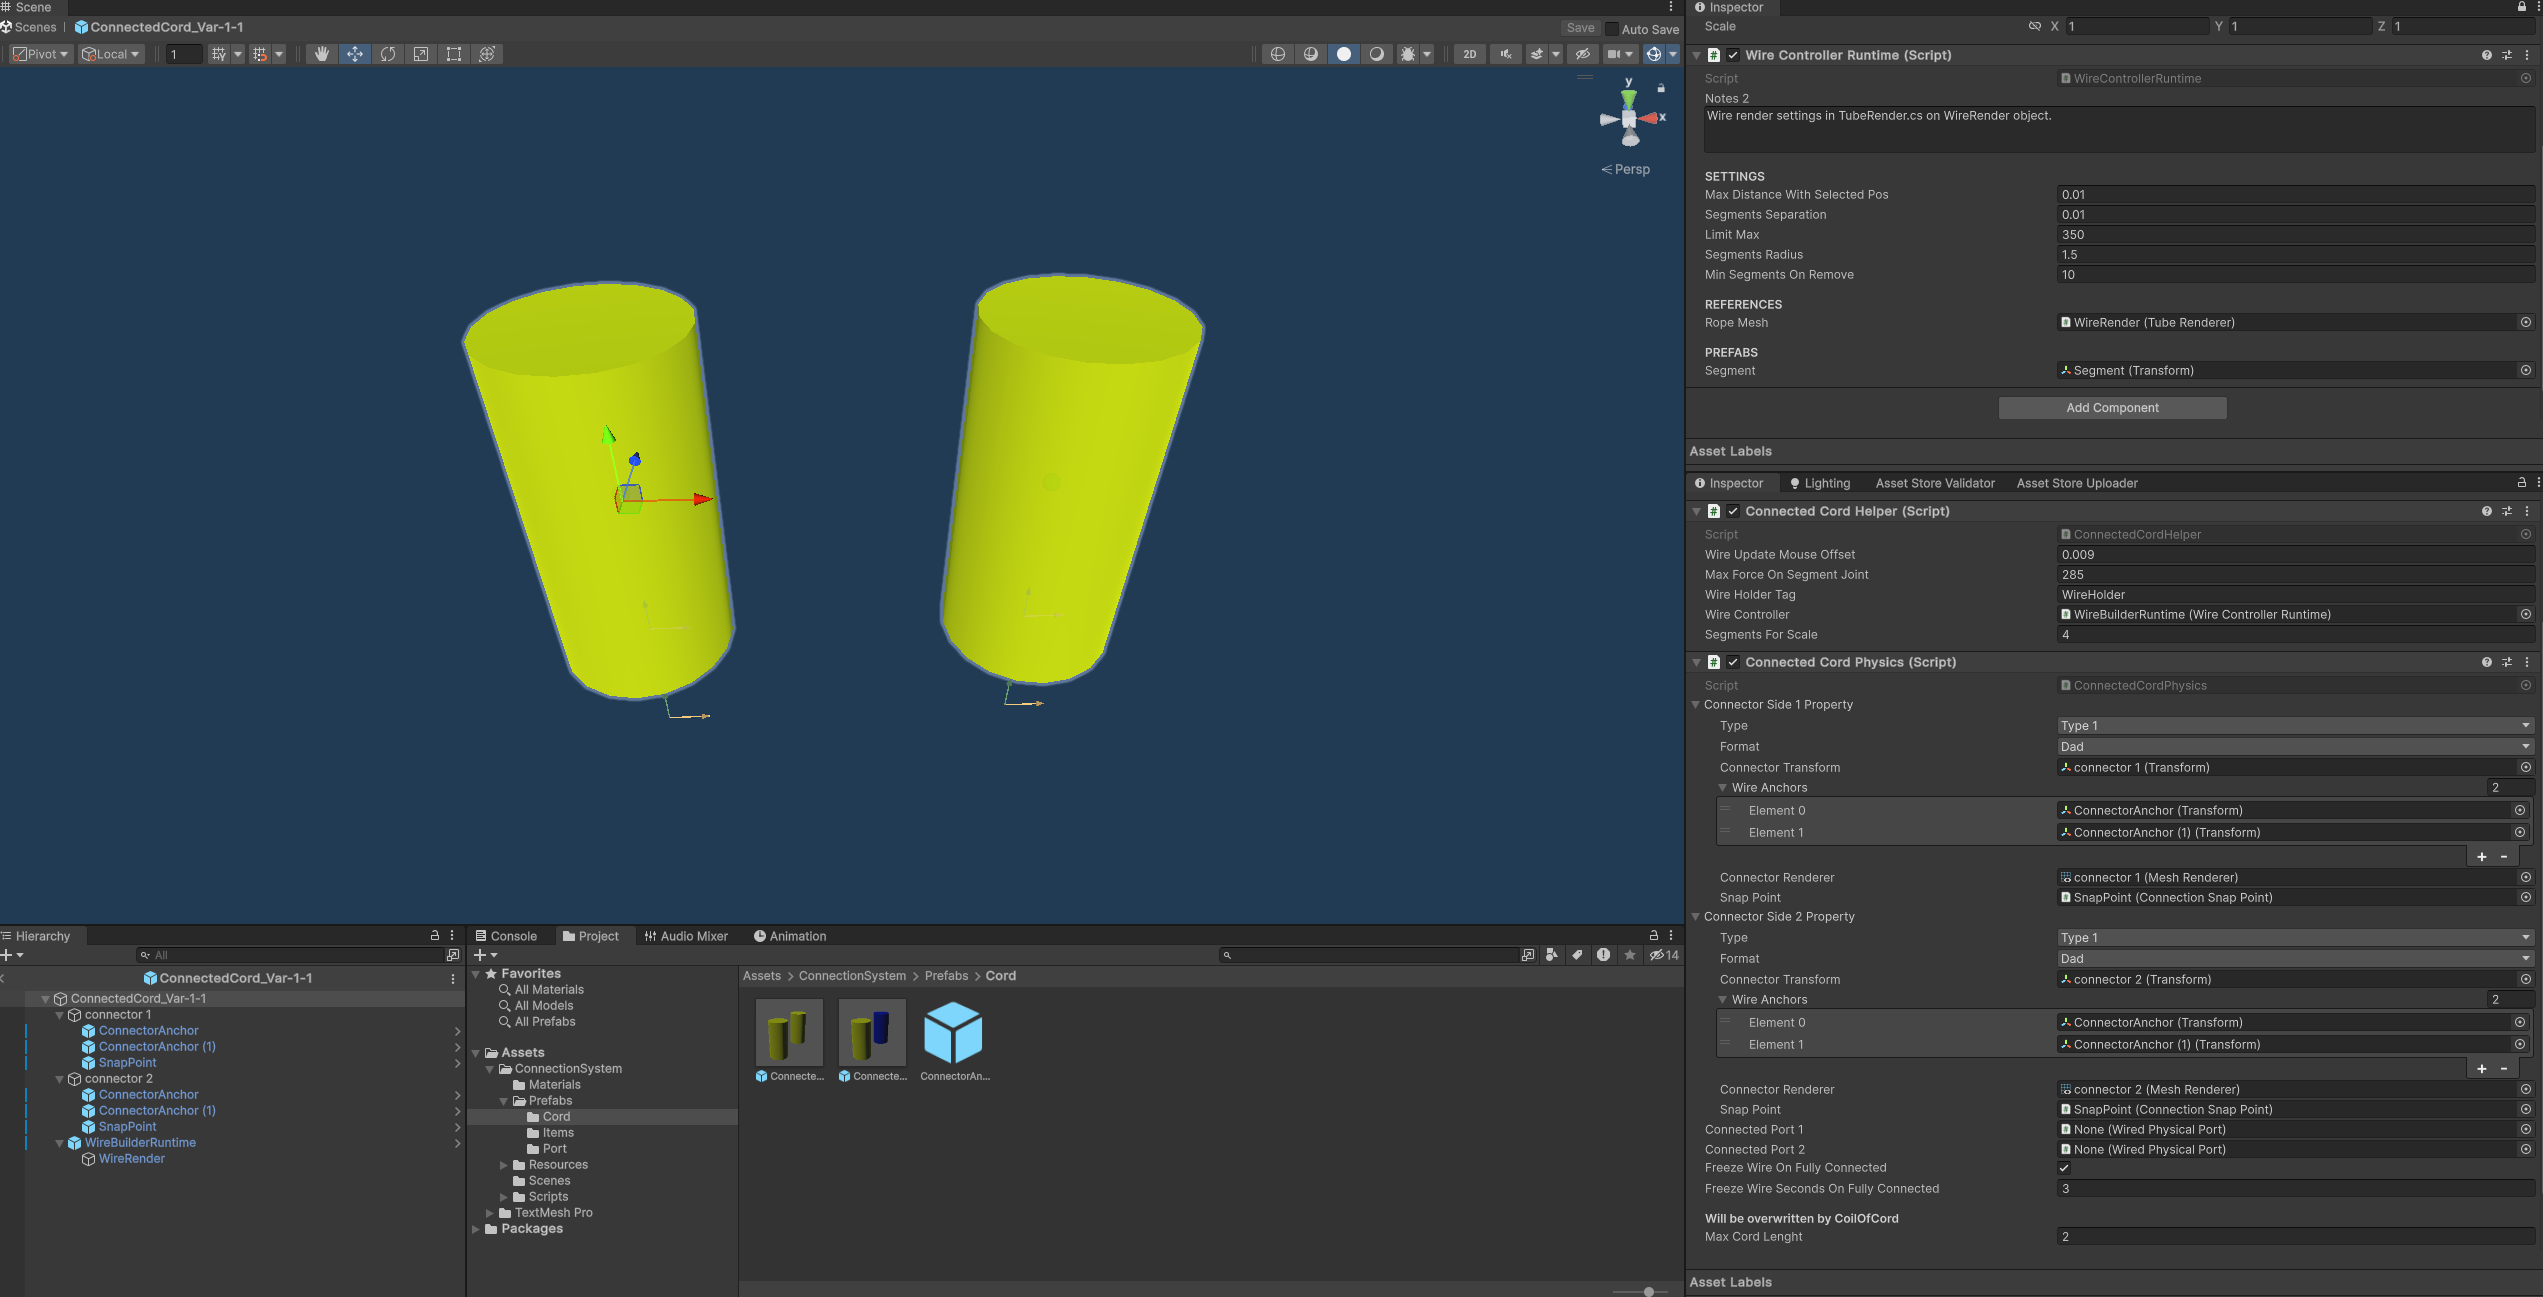 Scene
Scenes
ConnectedCord_Var-1-1
Save
Auto Save
Pivot
Local
1
2D
y
x
Persp
Hierarchy
All
ConnectedCord_Var-1-1
ConnectedCord_Var-1-1
connector 1
ConnectorAnchor
ConnectorAnchor (1)
SnapPoint
connector 2
ConnectorAnchor
ConnectorAnchor (1)
SnapPoint
WireBuilderRuntime
WireRender
Console
Project
Audio Mixer
Animation
14
Favorites
All Materials
All Models
All Prefabs
Assets
ConnectionSystem
Materials
Prefabs
Cord
Items
Port
Resources
Scenes
Scripts
TextMesh Pro
Packages
Assets > ConnectionSystem > Prefabs > Cord
Connecte...
Connecte...
ConnectorAn...
Inspector
Scale X 1 Y 1 Z 1
Wire Controller Runtime (Script)
Script WireControllerRuntime
Notes 2
Wire render settings in TubeRender.cs on WireRender object.
SETTINGS
Max Distance With Selected Pos 0.01
Segments Separation 0.01
Limit Max 350
Segments Radius 1.5
Min Segments On Remove 10
REFERENCES
Rope Mesh WireRender (Tube Renderer)
PREFABS
Segment Segment (Transform)
Add Component
Asset Labels
Inspector
Lighting
Asset Store Validator
Asset Store Uploader
Connected Cord Helper (Script)
Script ConnectedCordHelper
Wire Update Mouse Offset 0.009
Max Force On Segment Joint 285
Wire Holder Tag WireHolder
Wire Controller WireBuilderRuntime (Wire Controller Runtime)
Segments For Scale 4
Connected Cord Physics (Script)
Script ConnectedCordPhysics
Connector Side 1 Property
Type Type 1
Format Dad
Connector Transform connector 1 (Transform)
Wire Anchors 2
Element 0 ConnectorAnchor (Transform)
Element 1 ConnectorAnchor (1) (Transform)
+ -
Connector Renderer connector 1 (Mesh Renderer)
Snap Point SnapPoint (Connection Snap Point)
Connector Side 2 Property
Type Type 1
Format Dad
Connector Transform connector 2 (Transform)
Wire Anchors 2
Element 0 ConnectorAnchor (Transform)
Element 1 ConnectorAnchor (1) (Transform)
+ -
Connector Renderer connector 2 (Mesh Renderer)
Snap Point SnapPoint (Connection Snap Point)
Connected Port 1 None (Wired Physical Port)
Connected Port 2 None (Wired Physical Port)
Freeze Wire On Fully Connected
Freeze Wire Seconds On Fully Connected 3
Will be overwritten by CoilOfCord
Max Cord Lenght 2
Asset Labels